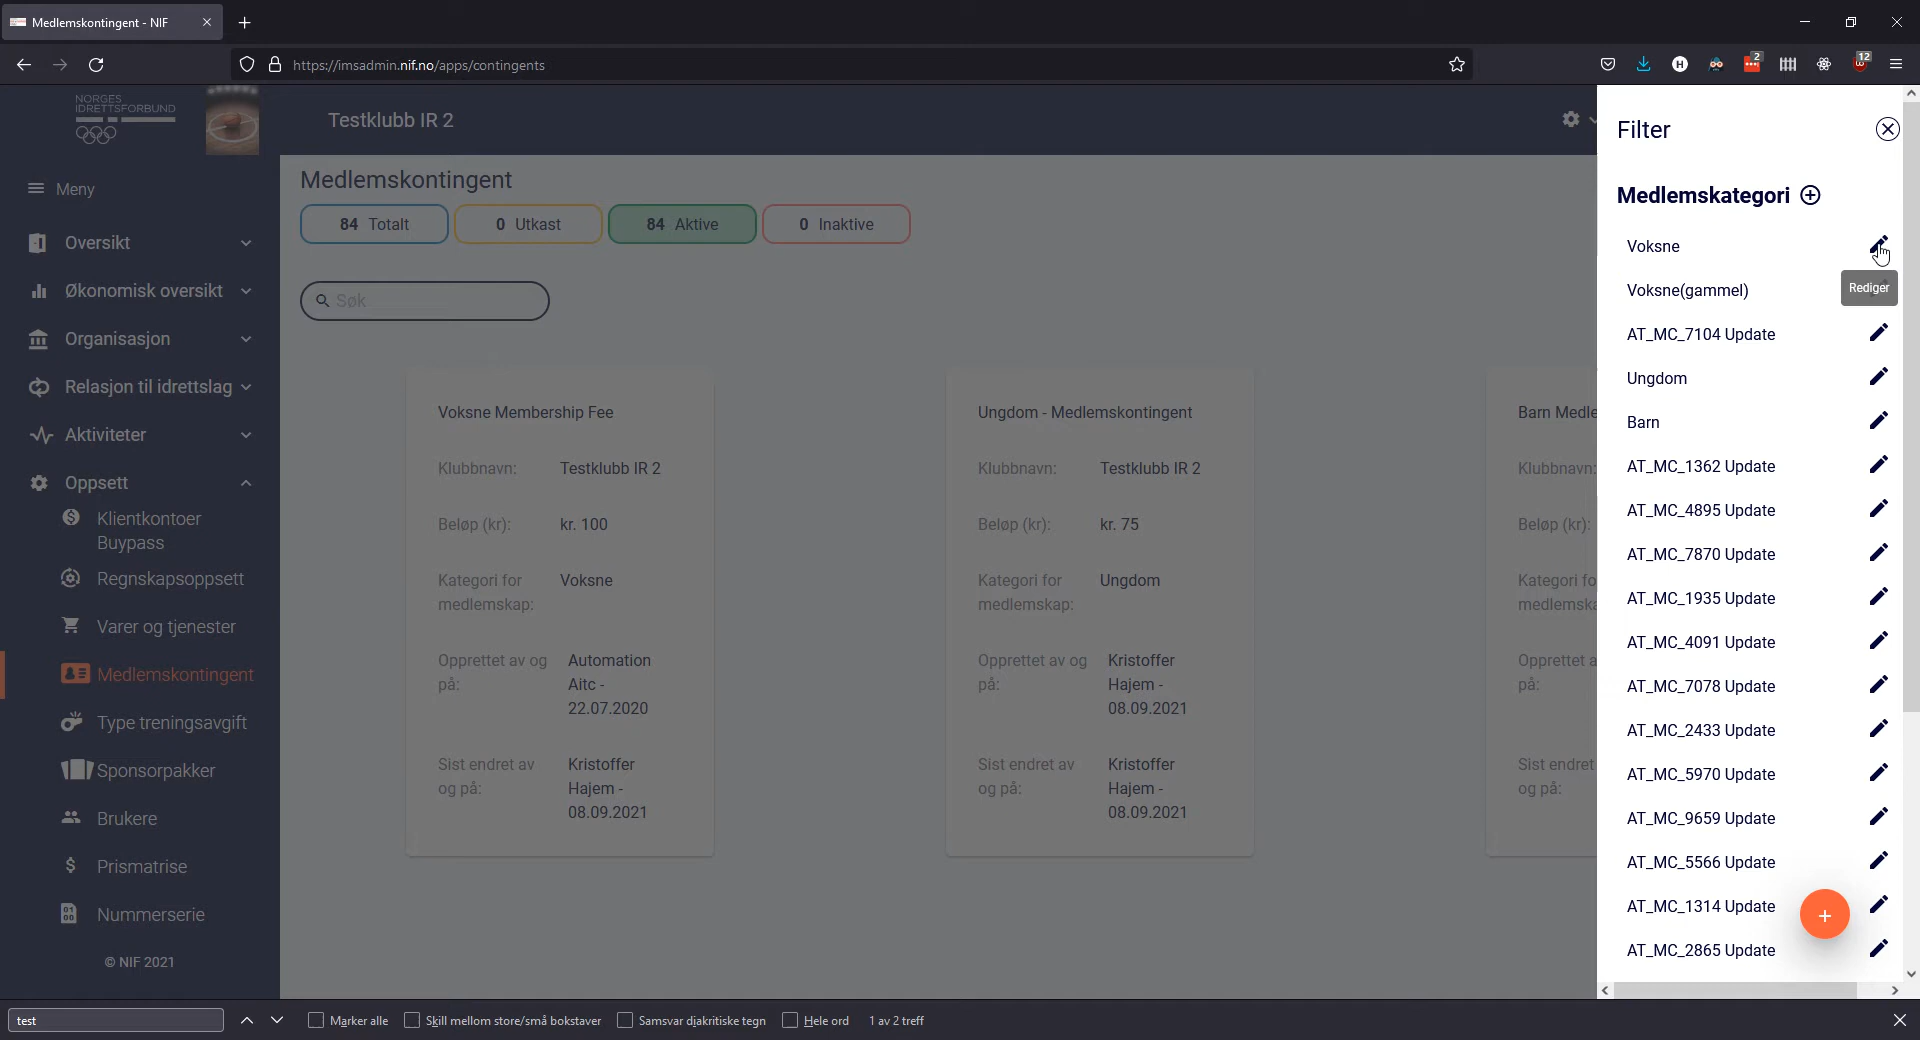 Medlemskontingent - NIF
https://imsadmin.nif.no/apps/contingents
2
12
NORGES
IDRETTSFORBUND
Testklubb IR 2
Meny
Oversikt
Økonomisk oversikt
Organisasjon
Relasjon til idrettslag
Aktiviteter
Oppsett
Klientkontoer
Buypass
Regnskapsoppsett
Varer og tjenester
Medlemskontingent
Type treningsavgift
Sponsorpakker
Brukere
Prismatrise
Nummerserie
© NIF 2021
Medlemskontingent
84 Totalt
0 Utkast
84 Aktive
0 Inaktive
Søk
Voksne Membership Fee
Klubbnavn: Testklubb IR 2
Beløp (kr): kr. 100
Kategori for Voksne
medlemskap:
Opprettet av og Automation
på: Aitc -
22.07.2020
Sist endret av Kristoffer
og på: Hajem -
08.09.2021
Ungdom - Medlemskontingent
Klubbnavn: Testklubb IR 2
Beløp (kr): kr. 75
Kategori for Ungdom
medlemskap:
Opprettet av og Kristoffer
på: Hajem -
08.09.2021
Sist endret av Kristoffer
og på: Hajem -
08.09.2021
Barn Medle
Klubbnavn:
Beløp (kr):
Kategori fo
medlemska
Opprettet a
på:
Sist endret
og på:
Filter
Medlemskategori
Voksne
Rediger
Voksne(gammel)
AT_MC_7104 Update
Ungdom
Barn
AT_MC_1362 Update
AT_MC_4895 Update
AT_MC_7870 Update
AT_MC_1935 Update
AT_MC_4091 Update
AT_MC_7078 Update
AT_MC_2433 Update
AT_MC_5970 Update
AT_MC_9659 Update
AT_MC_5566 Update
AT_MC_1314 Update
AT_MC_2865 Update
test
Marker alle
Skill mellom store/små bokstaver
Samsvar diakritiske tegn
Hele ord
1 av 2 treff